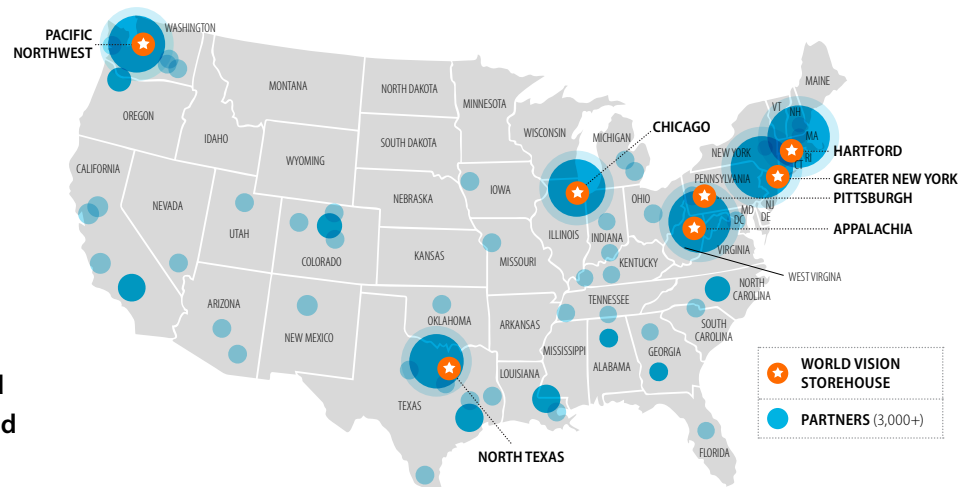 PACIFIC
NORTHWEST
WASHINGTON
OREGON
CALIFORNIA
NEVADA
IDAHO
MONTANA
WYOMING
UTAH
COLORADO
ARIZONA
NEW MEXICO
NORTH DAKOTA
SOUTH DAKOTA
NEBRASKA
KANSAS
OKLAHOMA
TEXAS
MINNESOTA
IOWA
MISSOURI
ARKANSAS
LOUISIANA
WISCONSIN
ILLINOIS
MICHIGAN
INDIANA
OHIO
KENTUCKY
TENNESSEE
MISSISSIPPI
ALABAMA
GEORGIA
FLORIDA
SOUTH
CAROLINA
NORTH
CAROLINA
VIRGINIA
WEST VIRGINA
PENNSYLVANIA
NEW YORK
MAINE
VT
NH
MA
RI
CT
NJ
MD
DE
DC
CHICAGO
HARTFORD
GREATER NEW YORK
PITTSBURGH
APPALACHIA
NORTH TEXAS
WORLD VISION
STOREHOUSE
PARTNERS (3,000+)